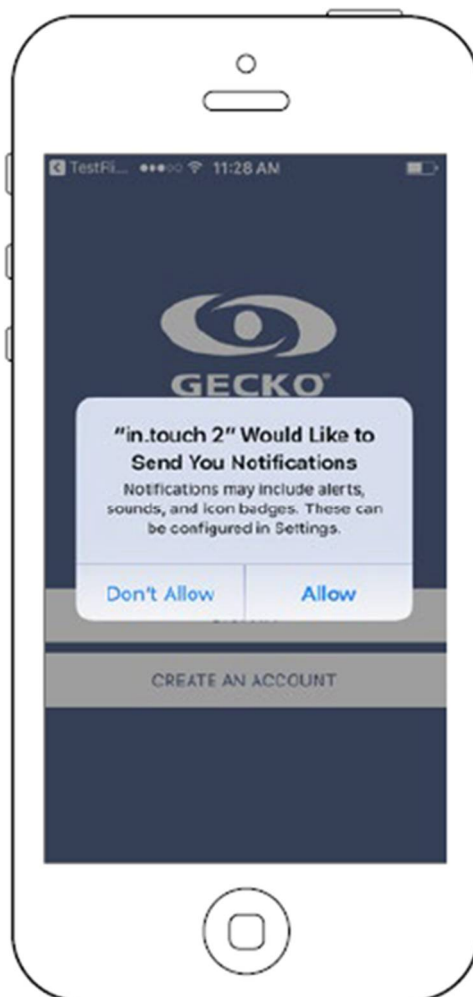 TestFli... 11:28 AM
GECKO®
"in.touch 2" Would Like to
Send You Notifications
Notifications may include alerts,
sounds, and icon badges. These can
be configured in Settings.
Don't Allow Allow
CREATE AN ACCOUNT